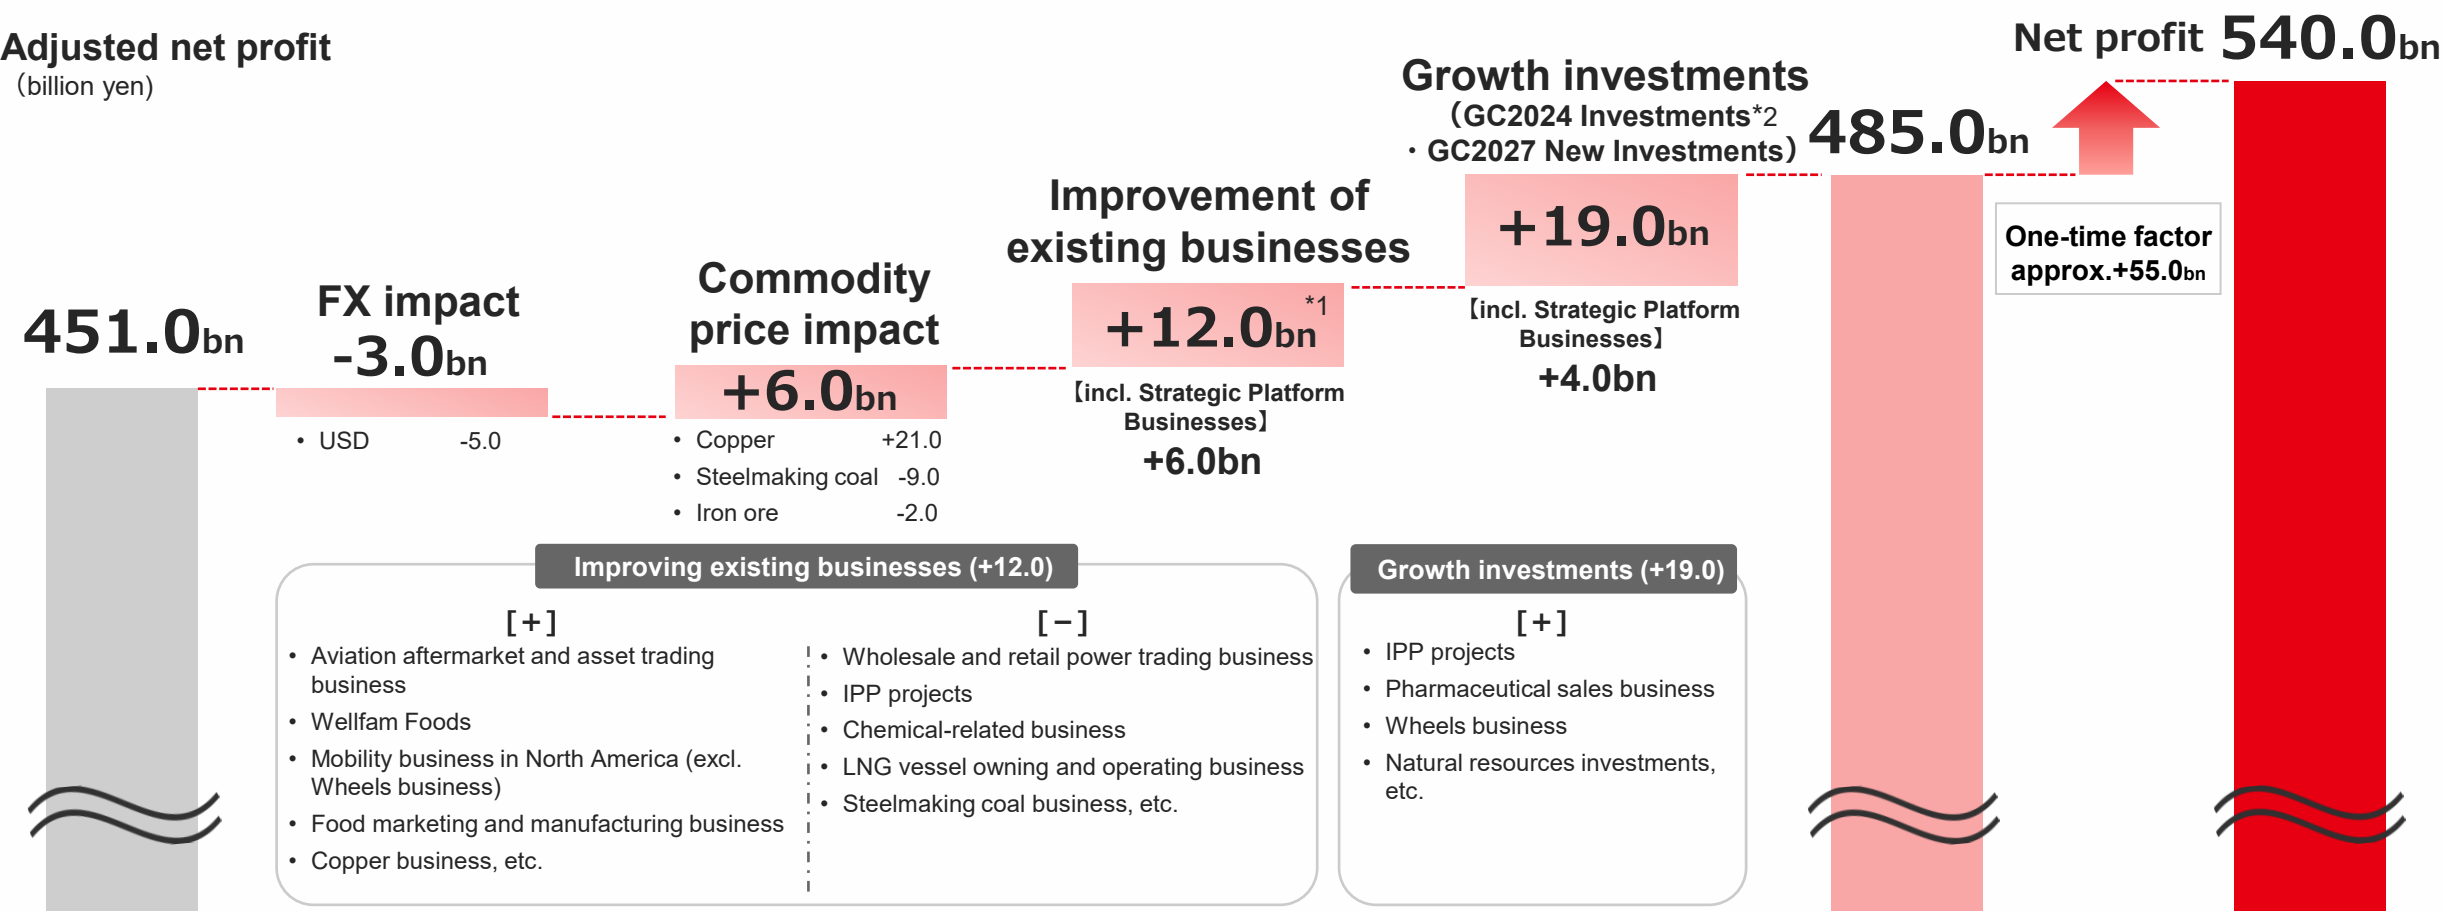 Adjusted net profit
（billion yen)
451.0bn
FX impact
-3.0bn
• USD -5.0
Commodity
price impact
+6.0bn
• Copper +21.0
• Steelmaking coal -9.0
• Iron ore -2.0
Improvement of
existing businesses
+12.0bn*1
【incl. Strategic Platform
Businesses】
+6.0bn
Growth investments
（GC2024 Investments*2
・GC2027 New Investments）
+19.0bn
【incl. Strategic Platform
Businesses】
+4.0bn
485.0bn
One-time factor
approx.+55.0bn
Net profit 540.0bn
Improving existing businesses (+12.0)
[+]
• Aviation aftermarket and asset trading
business
• Wellfam Foods
• Mobility business in North America (excl.
Wheels business)
• Food marketing and manufacturing business
• Copper business, etc.
[−]
• Wholesale and retail power trading business
• IPP projects
• Chemical-related business
• LNG vessel owning and operating business
• Steelmaking coal business, etc.
Growth investments (+19.0)
[+]
• IPP projects
• Pharmaceutical sales business
• Wheels business
• Natural resources investments,
etc.